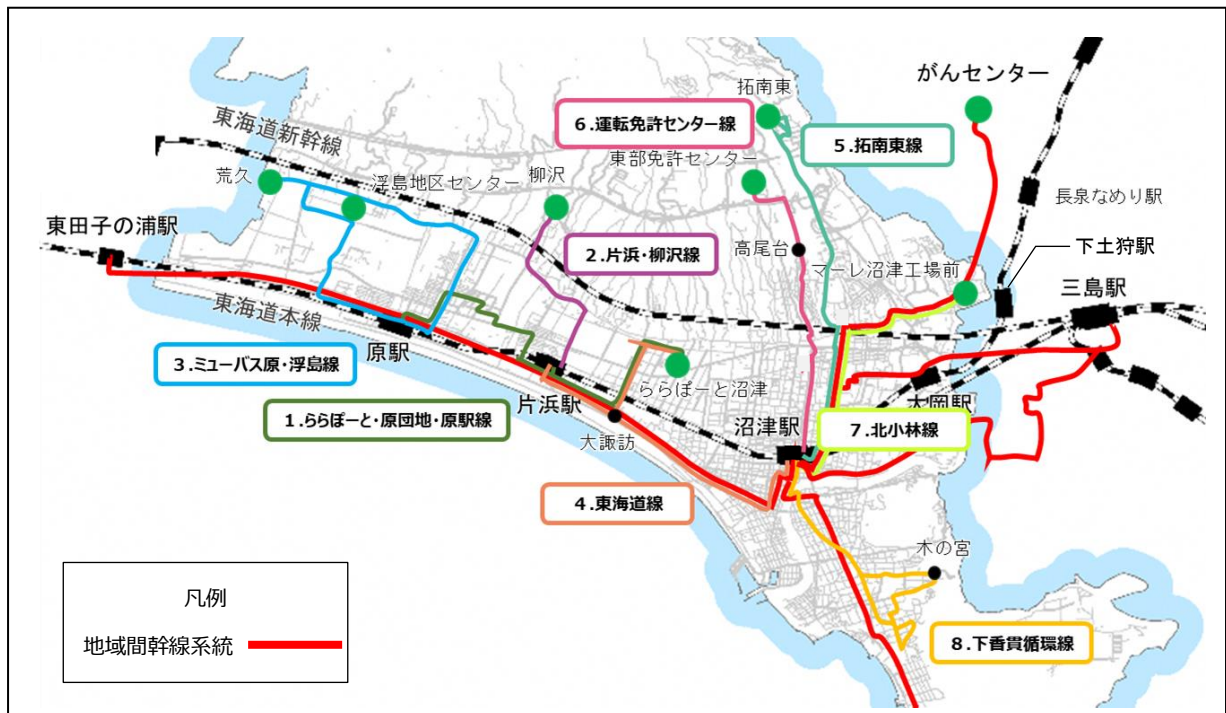 がんセンター
拓南東
6.運転免許センター線
5.拓南東線
東海道新幹線
東部免許センター
荒久
浮島地区センター
柳沢
長泉なめり駅
東田子の浦駅
2.片浜・柳沢線
高尾台
下土狩駅
マーレ沼津工場前
三島駅
東海道本線
原駅
3.ミューバス原・浮島線
片浜駅
ららぽーと沼津
大岡駅
1.ららぽーと・原団地・原駅線
沼津駅
7.北小林線
大諏訪
4.東海道線
木の宮
凡例
地域間幹線系統
8.下香貫循環線